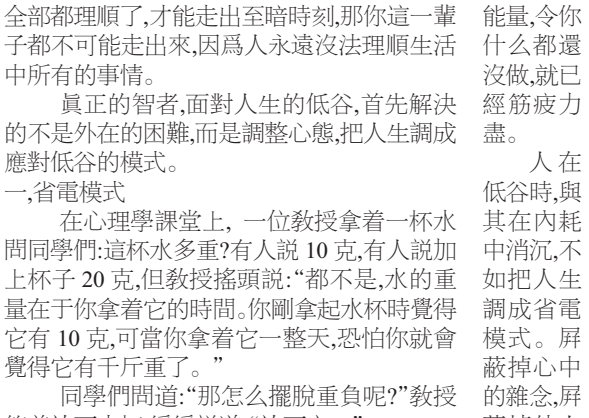 全部都理順了,才能走出至暗時刻,那你這一輩
子都不可能走出來,因爲人永遠沒法理順生活
中所有的事情。
眞正的智者,面對人生的低谷,首先解決
的不是外在的困難,而是調整心態,把人生調成
應對低谷的模式。
一,省電模式
在心理學課堂上, 一位敎授拿着一杯水
問同學們:這杯水多重?有人説 10 克,有人説加
上杯子 20 克,但敎授搖頭説:“都不是,水的重
量在于你拿着它的時間。你剛拿起水杯時覺得
它有 10 克,可當你拿着它一整天,恐怕你就會
覺得它有千斤重了。”
同學們問道:“那怎么擺脫重負呢?”敎授
能量,令你
什么都還
沒做,就已
經筋疲力
盡。
人在
低谷時,與
其在內耗
中消沉,不
如把人生
調成省電
模式。屛
蔽掉心中
的雜念,屛